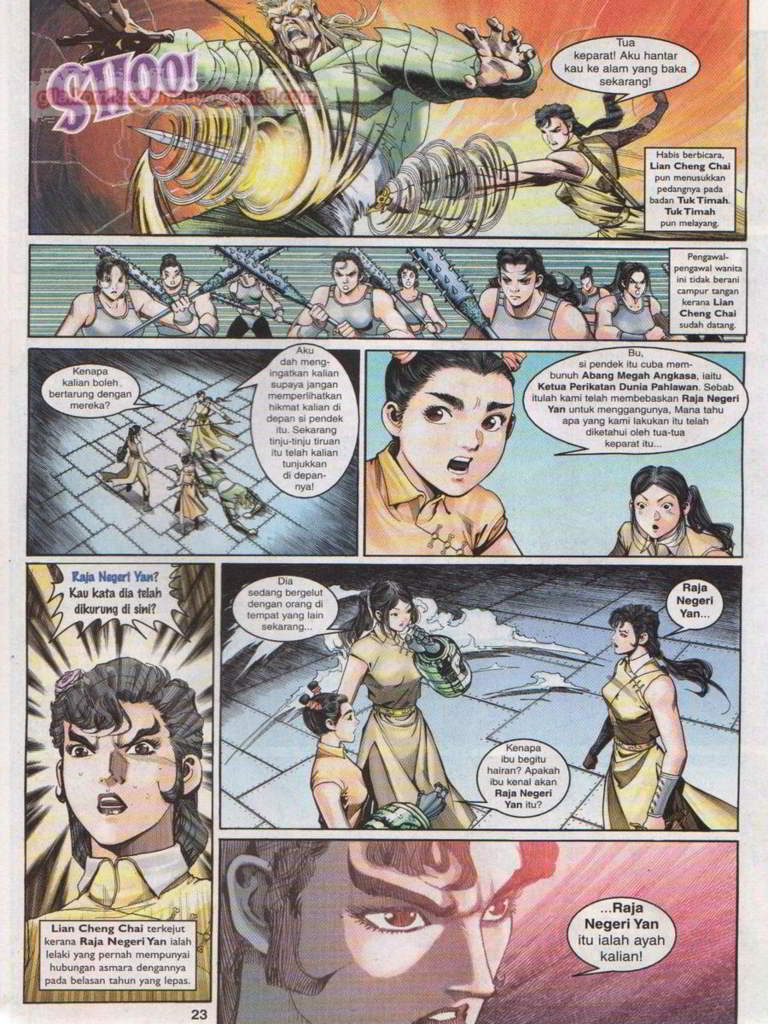 SHOO!
Tua
keparat! Aku hantar
kau ke alam yang baka
sekarang!
Habis berbicara,
Lian Cheng Chai
pun menusukkan
pedangnya pada
badan Tuk Timah.
Tuk Timah
pun melayang.
Pengawal-
pengawal wanita
ini tidak berani
campur tangan
kerana Lian
Cheng Chai
sudah datang.
Kenapa
kalian boleh
bertarung dengan
mereka?
Aku
dah meng-
ingatkan kalian
supaya jangan
memperlihatkan
hikmat kalian di
depan si pendek
itu. Sekarang
tinju-tinju tiruan
itu telah kalian
tunjukkan
di depan-
nya!
Bu,
si pendek itu cuba mem-
bunuh Abang Megah Angkasa, iaitu
Ketua Perikatan Dunia Pahlawan. Sebab
itulah kami telah membebaskan Raja Negeri
Yan untuk menggangunya, Mana tahu
apa yang kami lakukan itu telah
diketahui oleh tua-tua
keparat itu...
Raja Negeri Yan?
Kau kata dia telah
dikurung di sini?
Lian Cheng Chai terkejut
kerana Raja Negeri Yan ialah
lelaki yang pernah mempunyai
hubungan asmara dengannya
pada belasan tahun yang lepas.
Dia
sedang bergelut
dengan orang di
tempat yang lain
sekarang...
Raja
Negeri
Yan...
Kenapa
ibu begitu
hairan? Apakah
ibu kenal akan
Raja Negeri
Yan itu?
...Raja
Negeri Yan
itu ialah ayah
kalian!
23